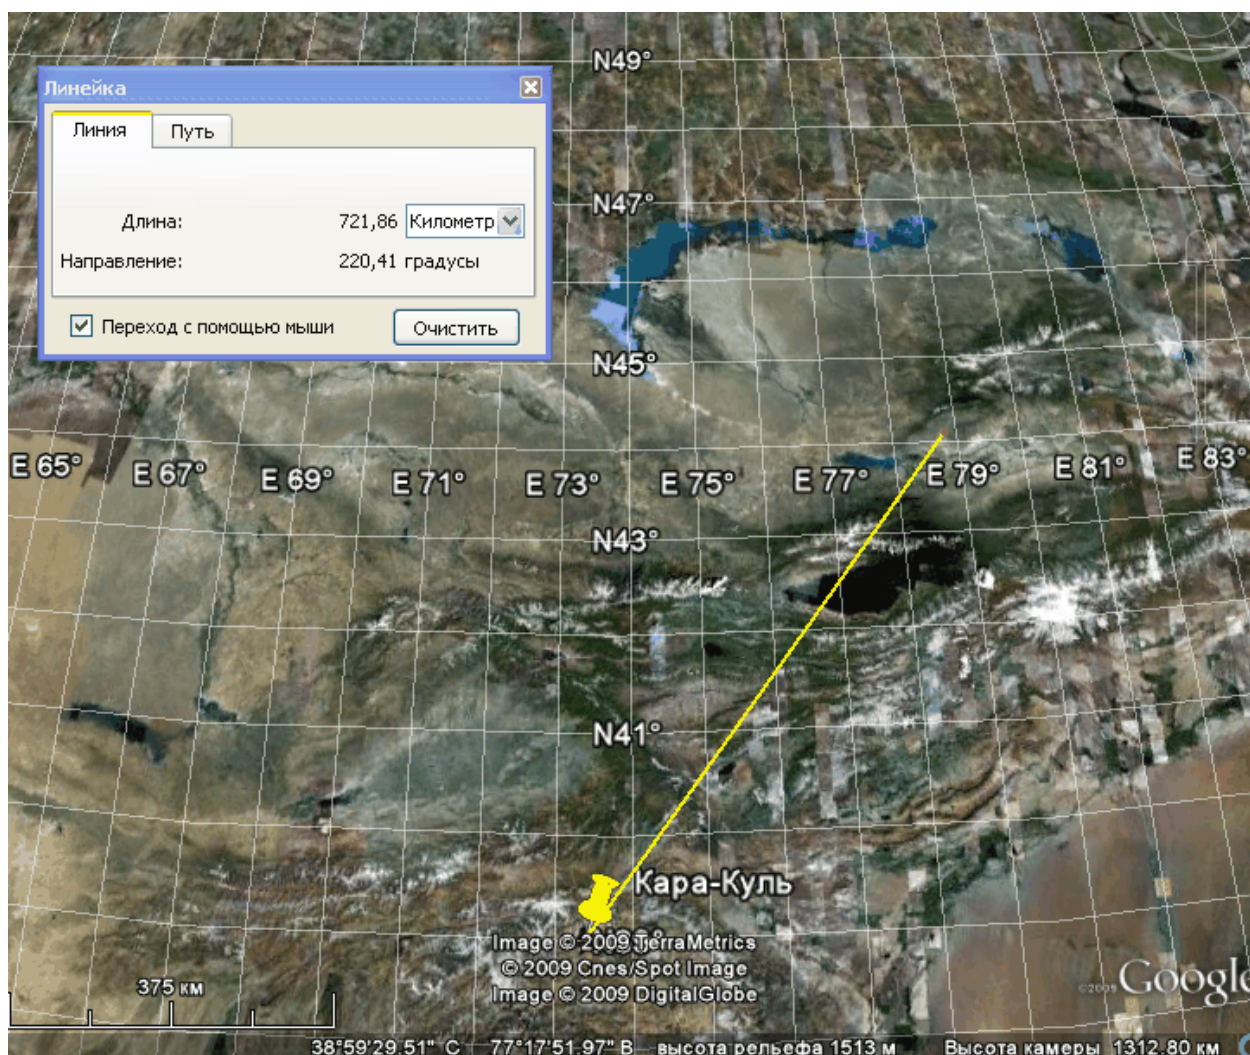 N49°
Линейка
Линия Путь
Длина: 721,86 Километр
Направление: 220,41 градусы
Переход с помощью мыши Очистить
N47°
N45°
E 65° E 67° E 69° E 71° E 73° E 75° E 77° E 79° E 81° E 83°
N43°
N41°
Кара-Куль
Image © 2009 TerraMetrics
© 2009 Cnes/Spot Image
Image © 2009 DigitalGlobe
©2009 Google
375 км
38°59'29.51" С 77°17'51.97" В высота рельефа 1513 м Высота камеры 1312.80 км